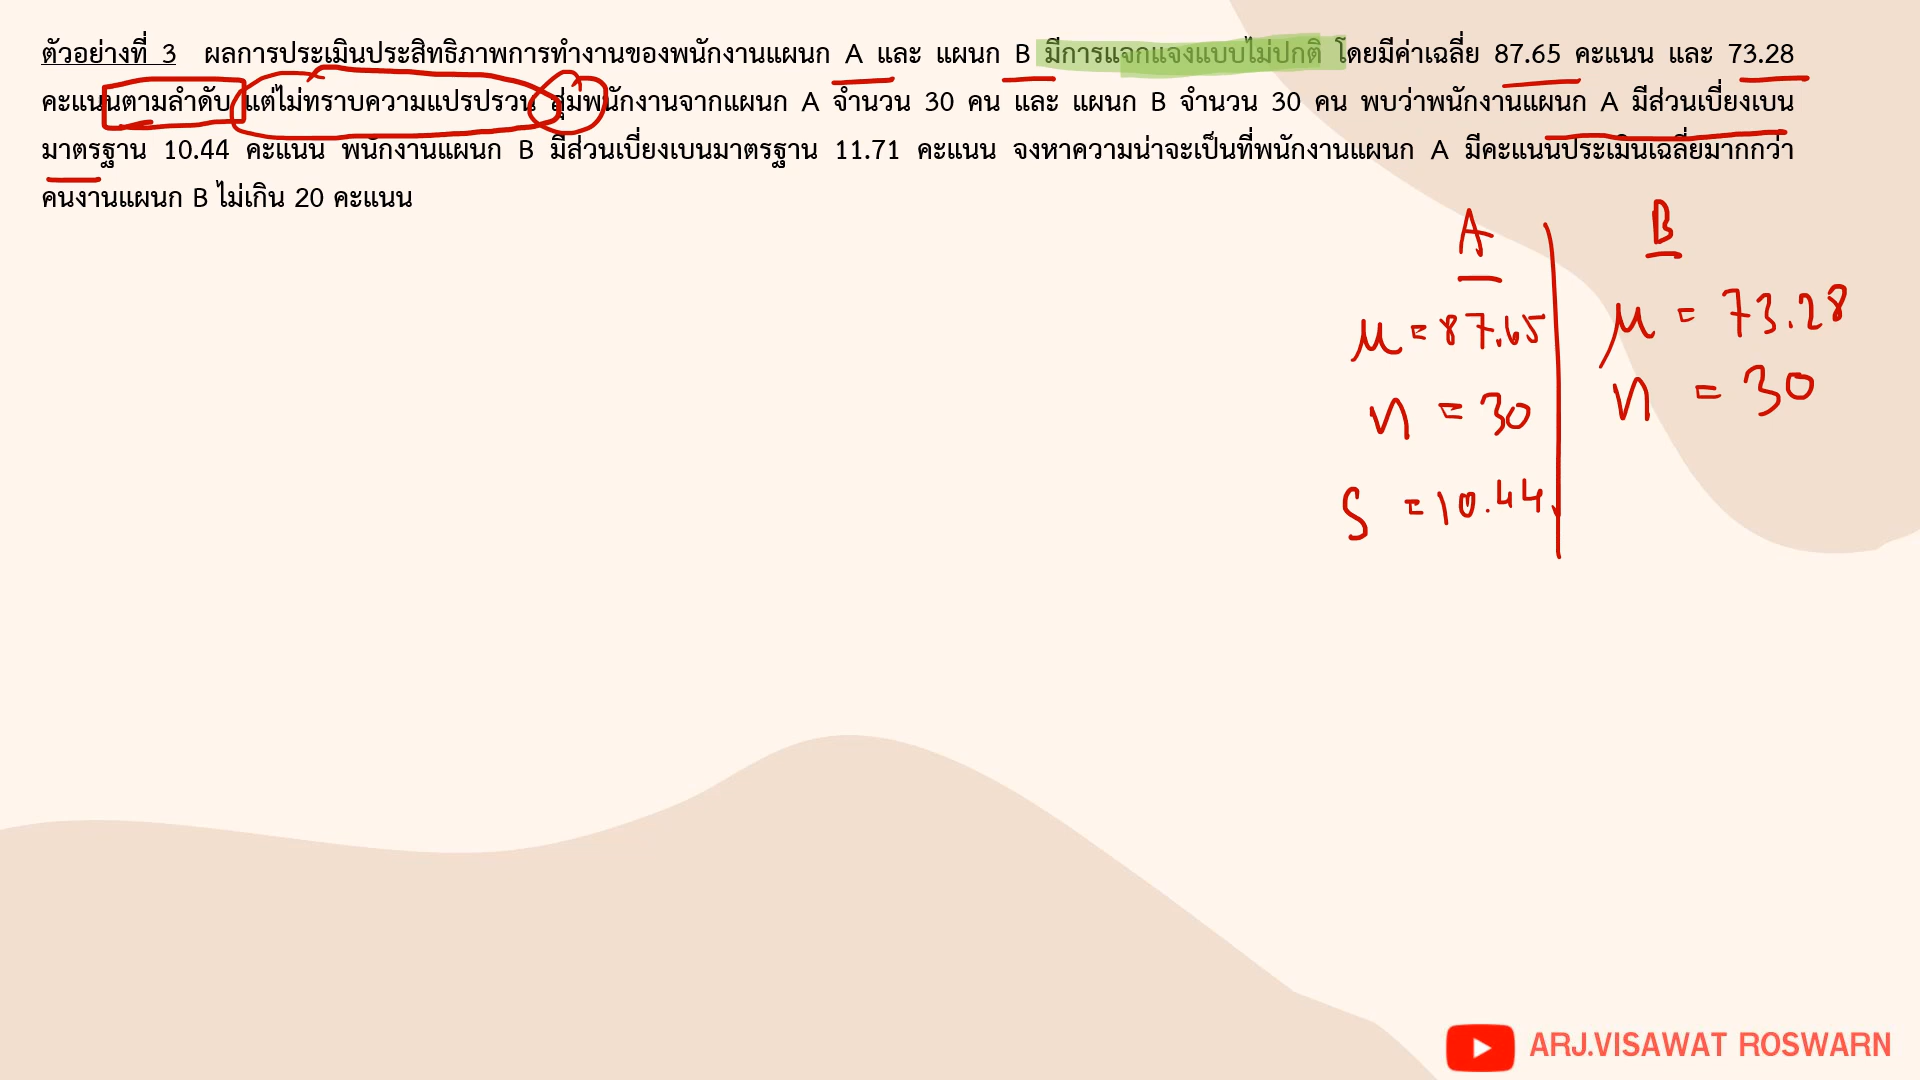 ตัวอย่างที่ 3 ผลการประเมินประสิทธิภาพการทำงานของพนักงานแผนก A และ แผนก B มีการแจกแจงแบบไม่ปกติ โดยมีค่าเฉลี่ย 87.65 คะแนน และ 73.28
คะแนนตามลำดับ แต่ไม่ทราบความแปรปรวน สุ่มพนักงานจากแผนก A จำนวน 30 คน และ แผนก B จำนวน 30 คน พบว่าพนักงานแผนก A มีส่วนเบี่ยงเบน
มาตรฐาน 10.44 คะแนน พนักงานแผนก B มีส่วนเบี่ยงเบนมาตรฐาน 11.71 คะแนน จงหาความน่าจะเป็นที่พนักงานแผนก A มีคะแนนประเมินเฉลี่ยมากกว่า
คนงานแผนก B ไม่เกิน 20 คะแนน
A
μ = 87.65
n = 30
S = 10.44
B
μ = 73.28
n = 30
ARJ.VISAWAT ROSWARN